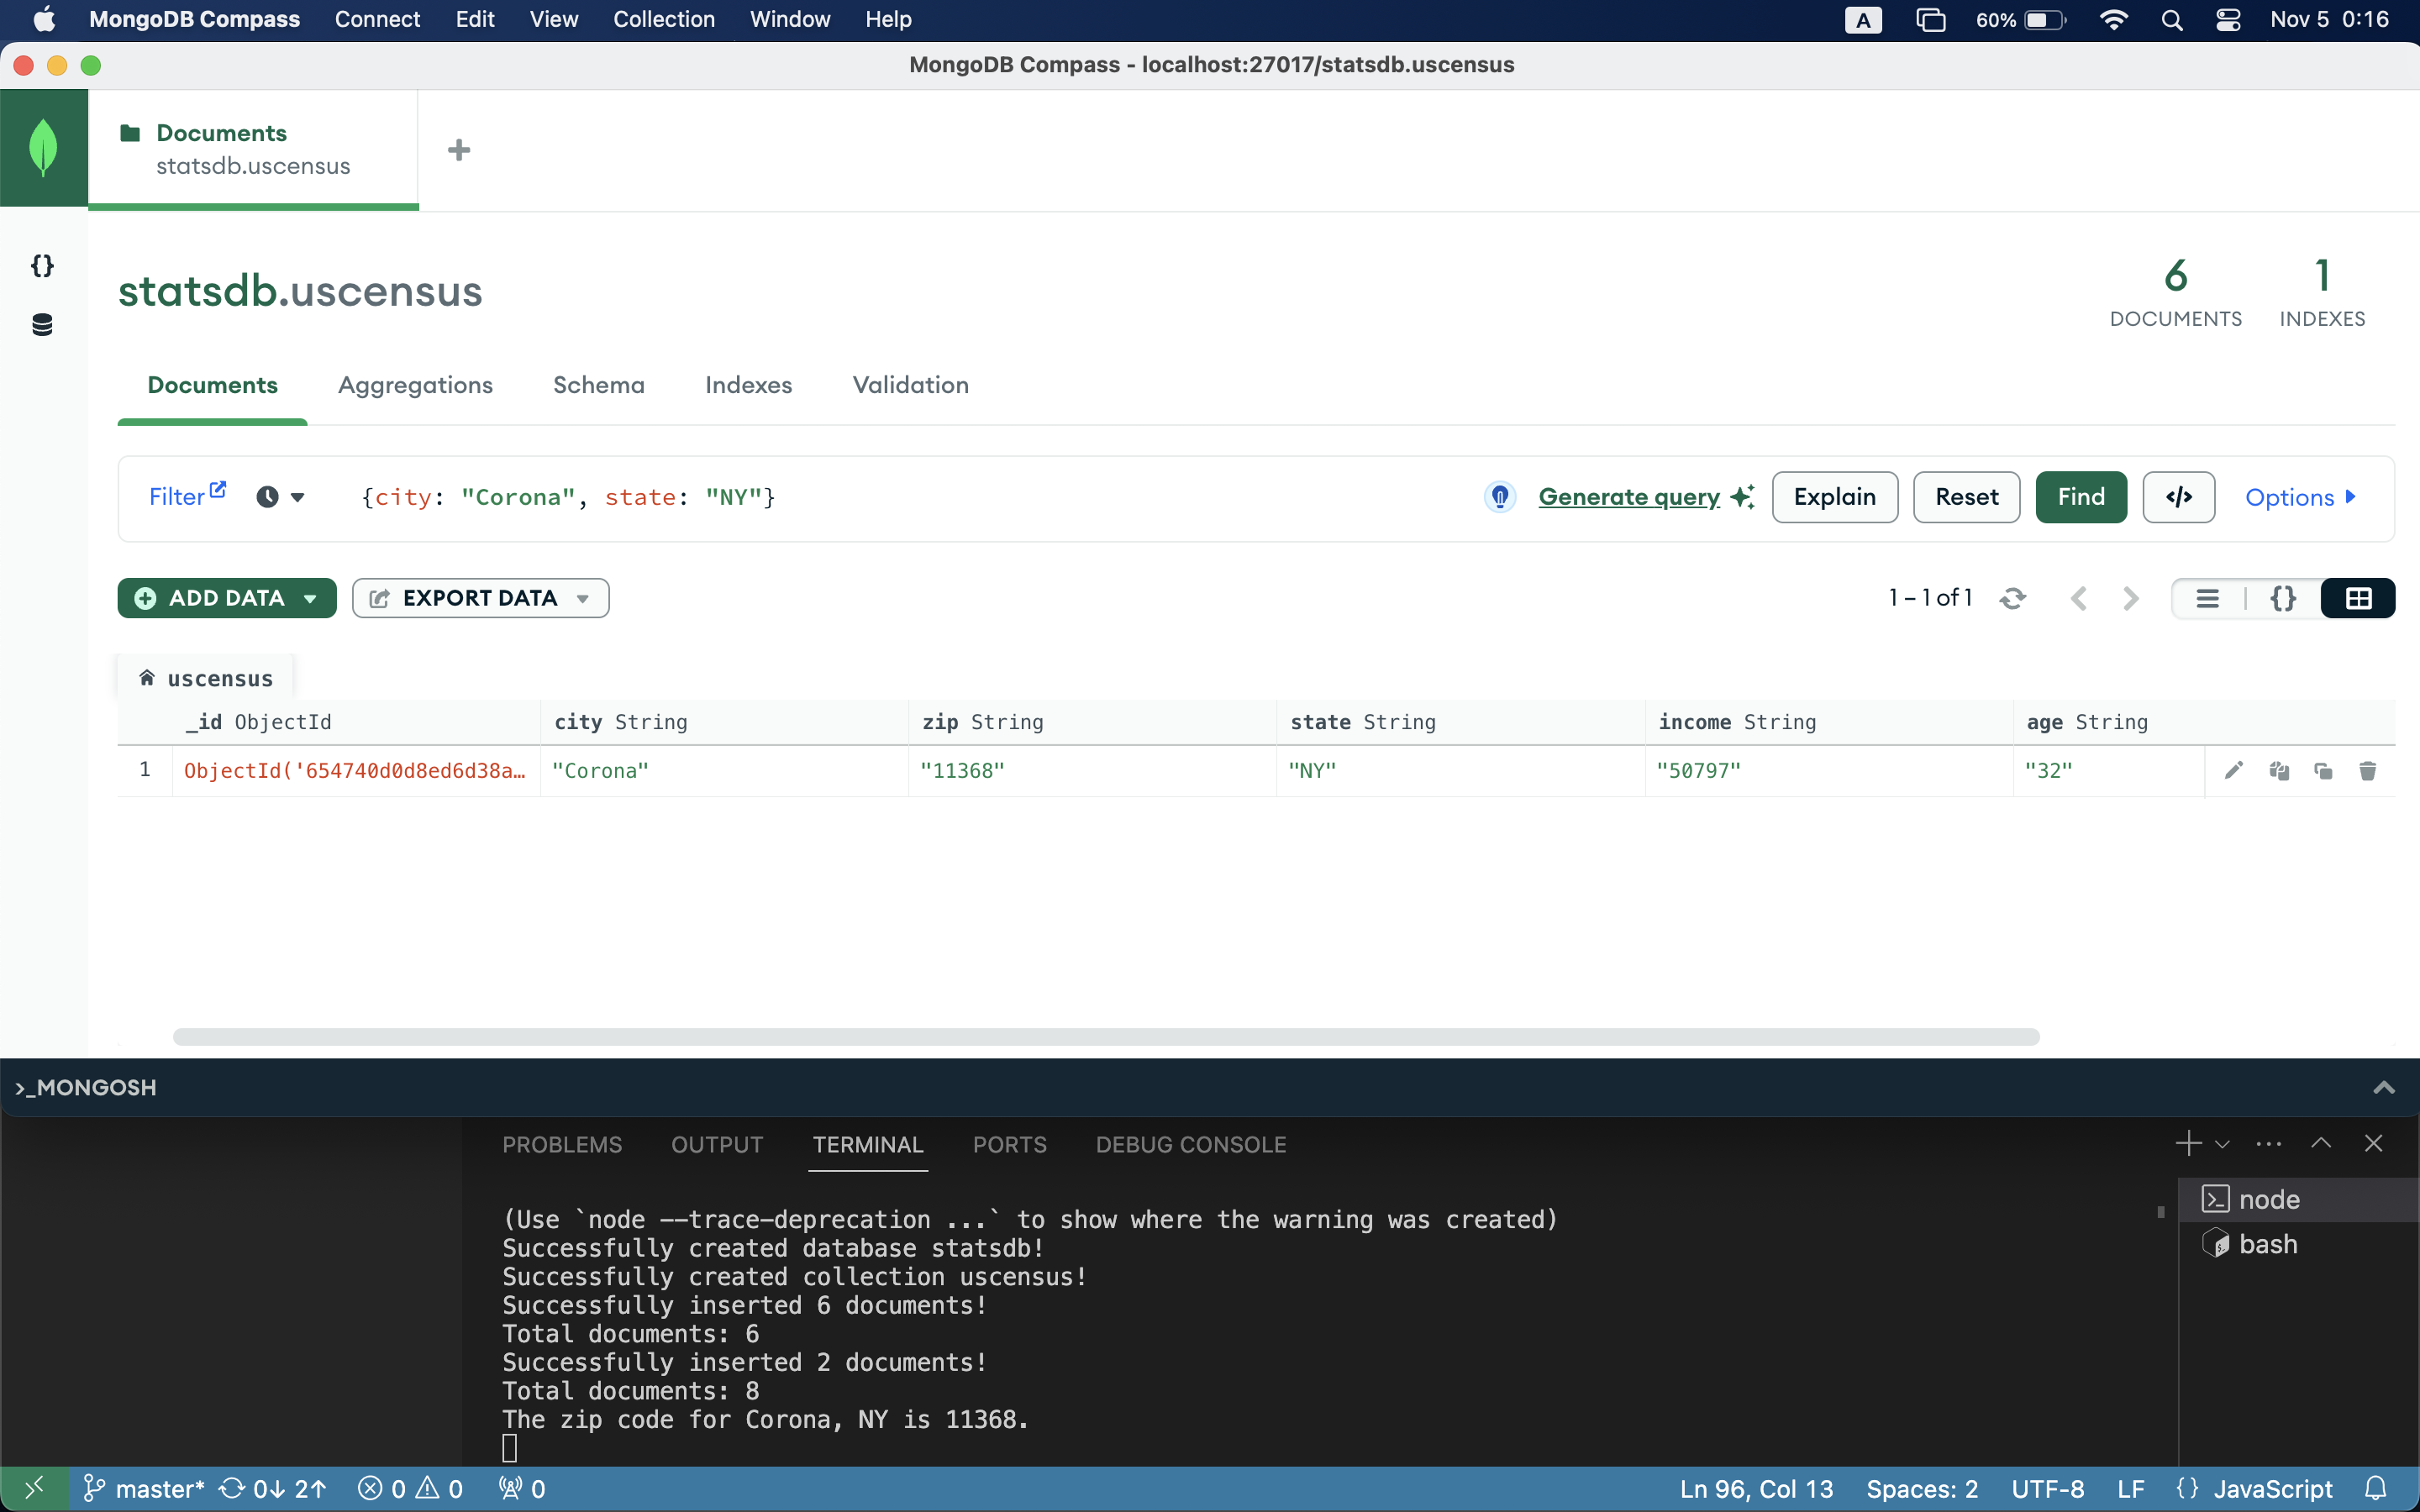 MongoDB Compass Connect Edit View Collection Window Help A 60% Nov 5 0:16
MongoDB Compass - localhost:27017/statsdb.uscensus
Documents
statsdb.uscensus
statsdb.uscensus
6 1
DOCUMENTS INDEXES
Documents Aggregations Schema Indexes Validation
Filter {city: "Corona", state: "NY"} Generate query Explain Reset Find </> Options
ADD DATA EXPORT DATA 1 – 1 of 1 {}
uscensus
_id ObjectId city String zip String state String income String age String
1 ObjectId('654740d0d8ed6d38a… "Corona" "11368" "NY" "50797" "32"
>_MONGOSH
PROBLEMS OUTPUT TERMINAL PORTS DEBUG CONSOLE
(Use `node --trace-deprecation ...` to show where the warning was created)
Successfully created database statsdb!
Successfully created collection uscensus!
Successfully inserted 6 documents!
Total documents: 6
Successfully inserted 2 documents!
Total documents: 8
The zip code for Corona, NY is 11368.
node
bash
master* 0↓ 2↑ 0 0 0 Ln 96, Col 13 Spaces: 2 UTF-8 LF {} JavaScript